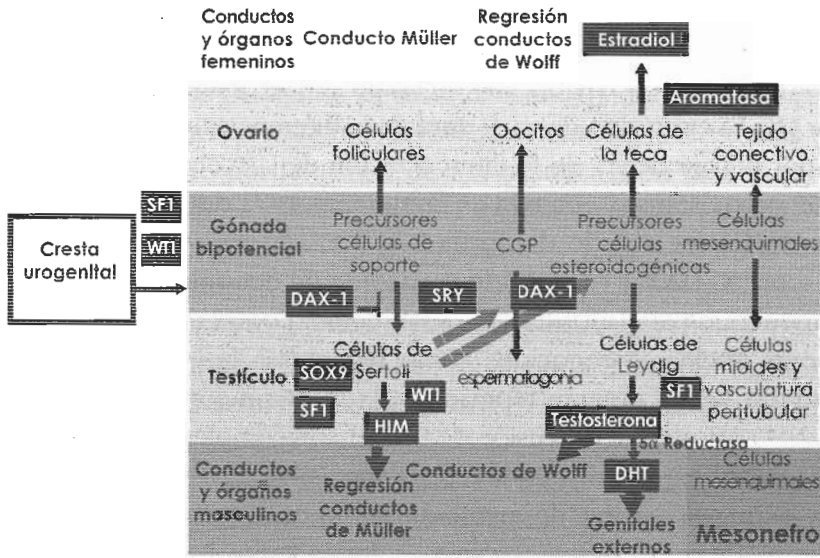 Conductos
y órganos
femeninos
Conducto Müller
Regresión
conductos
de Wolff
Estradiol
Aromatasa
Ovario
Células
foliculares
Oocitos
Células de
la teca
Tejido
conectivo
y vascular
SF1
WT1
Cresta
urogenital
Gónada
bipotencial
Precursores
células de
soporte
CGP
Precursores
células
esteroidogénicas
Células
mesenquimales
DAX-1
SRY
DAX-1
Testículo
SOX9
SF1
Células de
Sertoli
WT1
HIM
espermatogonia
Células de
Leydig
SF1
Testosterona
Células
mioides y
vasculatura
peritubular
5α Reductasa
Conductos
y órganos
masculinos
Regresión
conductos
de Müller
Conductos de Wolff
DHT
Genitales
externos
Células
mesenquimales
Mesonefro